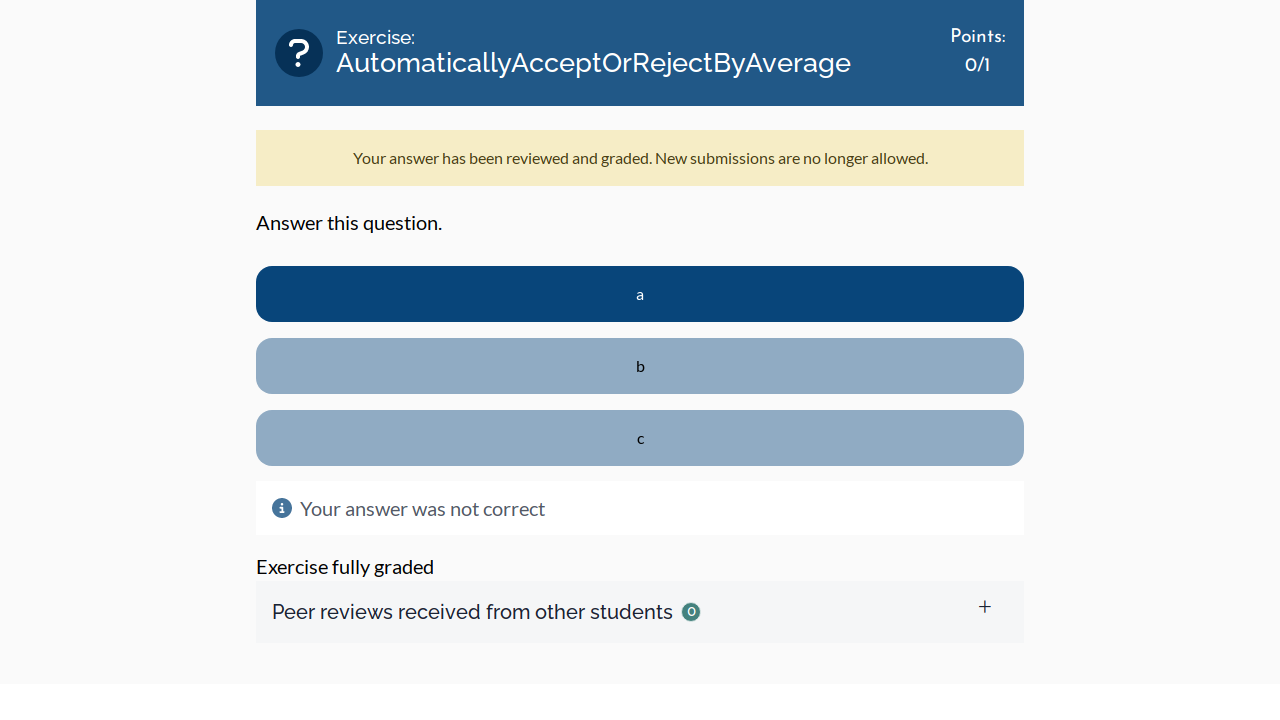 Exercise:
AutomaticallyAcceptOrRejectByAverage
Points:
0/1
Your answer has been reviewed and graded. New submissions are no longer allowed.
Answer this question.
a
b
c
Your answer was not correct
Exercise fully graded
Peer reviews received from other students 0